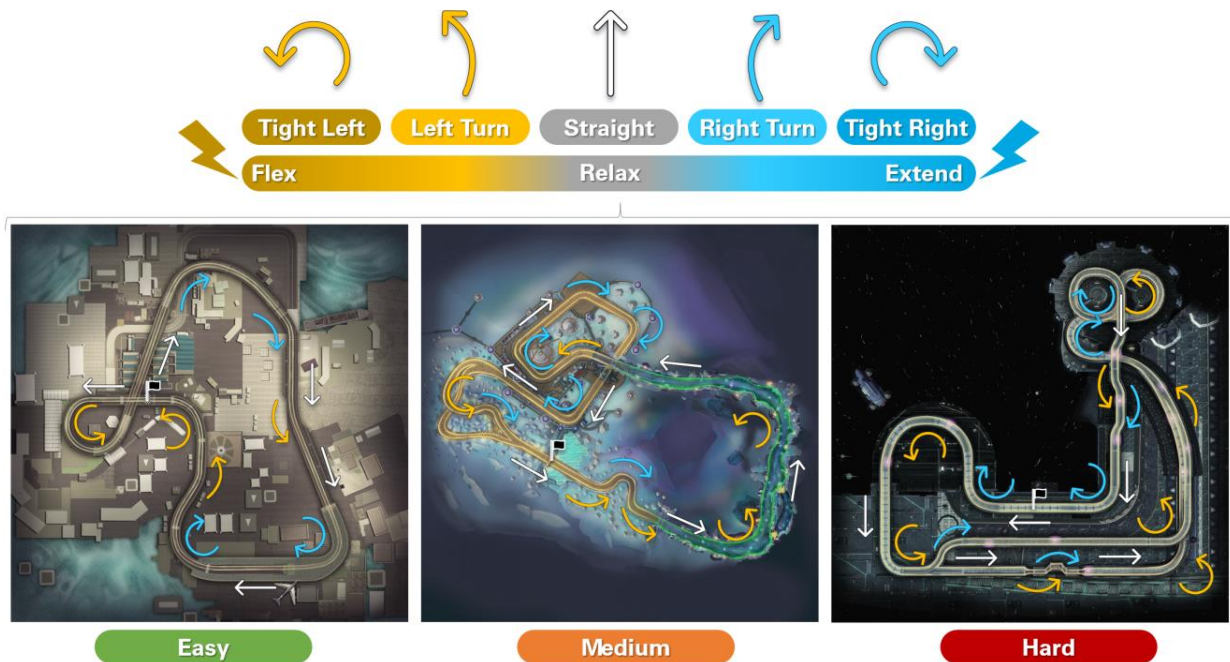 Tight Left
Left Turn
Straight
Right Turn
Tight Right
Flex
Relax
Extend
Easy
Medium
Hard